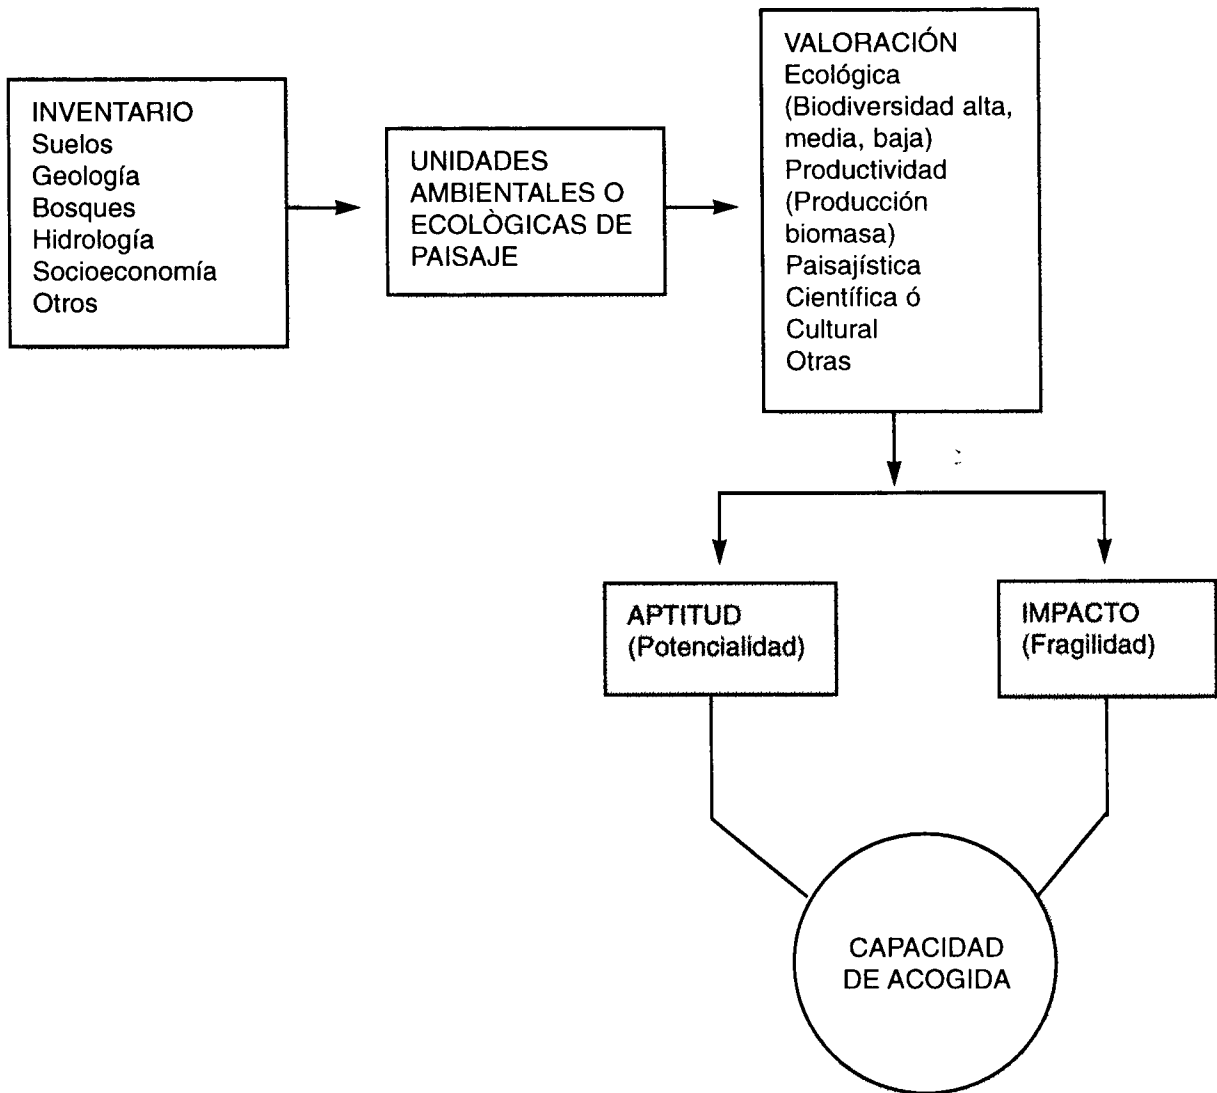 INVENTARIO
Suelos
Geología
Bosques
Hidrología
Socioeconomía
Otros
UNIDADES
AMBIENTALES O
ECOLÒGICAS DE
PAISAJE
VALORACIÓN
Ecológica
(Biodiversidad alta,
media, baja)
Productividad
(Producción
biomasa)
Paisajística
Científica ó
Cultural
Otras
APTITUD
(Potencialidad)
IMPACTO
(Fragilidad)
CAPACIDAD
DE ACOGIDA